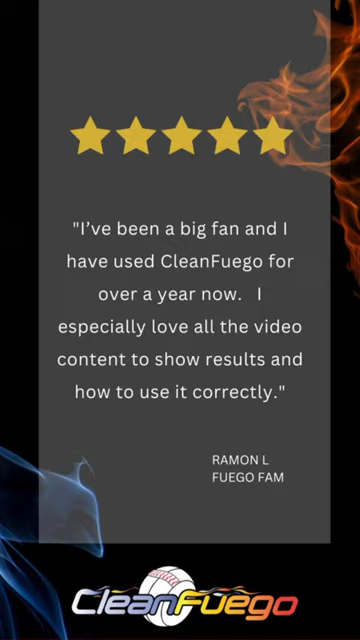 "I’ve been a big fan and I
have used CleanFuego for
over a year now.   I
especially love all the video
content to show results and
how to use it correctly."
RAMON L
FUEGO FAM
CleanFuego